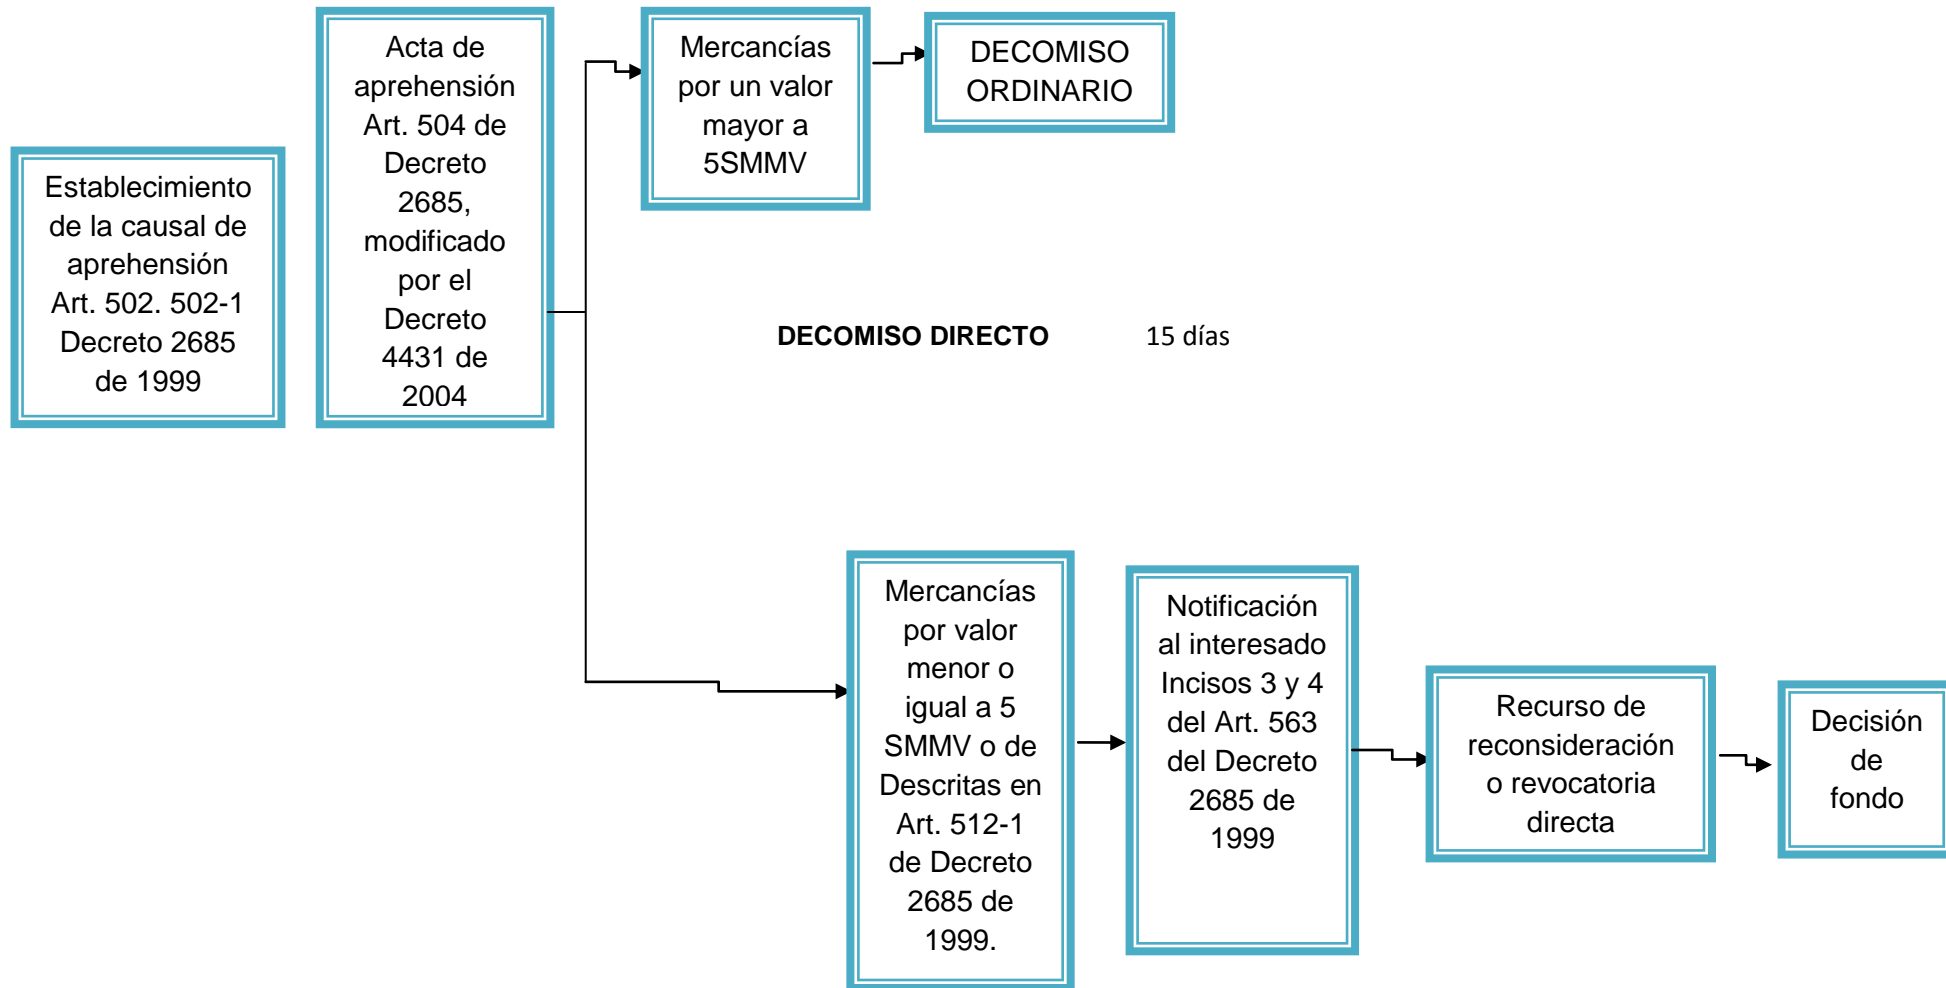 Establecimiento
de la causal de
aprehensión
Art. 502. 502-1
Decreto 2685
de 1999
Acta de
aprehensión
Art. 504 de
Decreto
2685,
modificado
por el
Decreto
4431 de
2004
Mercancías
por un valor
mayor a
5SMMV
DECOMISO
ORDINARIO
DECOMISO DIRECTO 15 días
Mercancías
por valor
menor o
igual a 5
SMMV o de
Descritas en
Art. 512-1
de Decreto
2685 de
1999.
Notificación
al interesado
Incisos 3 y 4
del Art. 563
del Decreto
2685 de
1999
Recurso de
reconsideración
o revocatoria
directa
Decisión
de
fondo